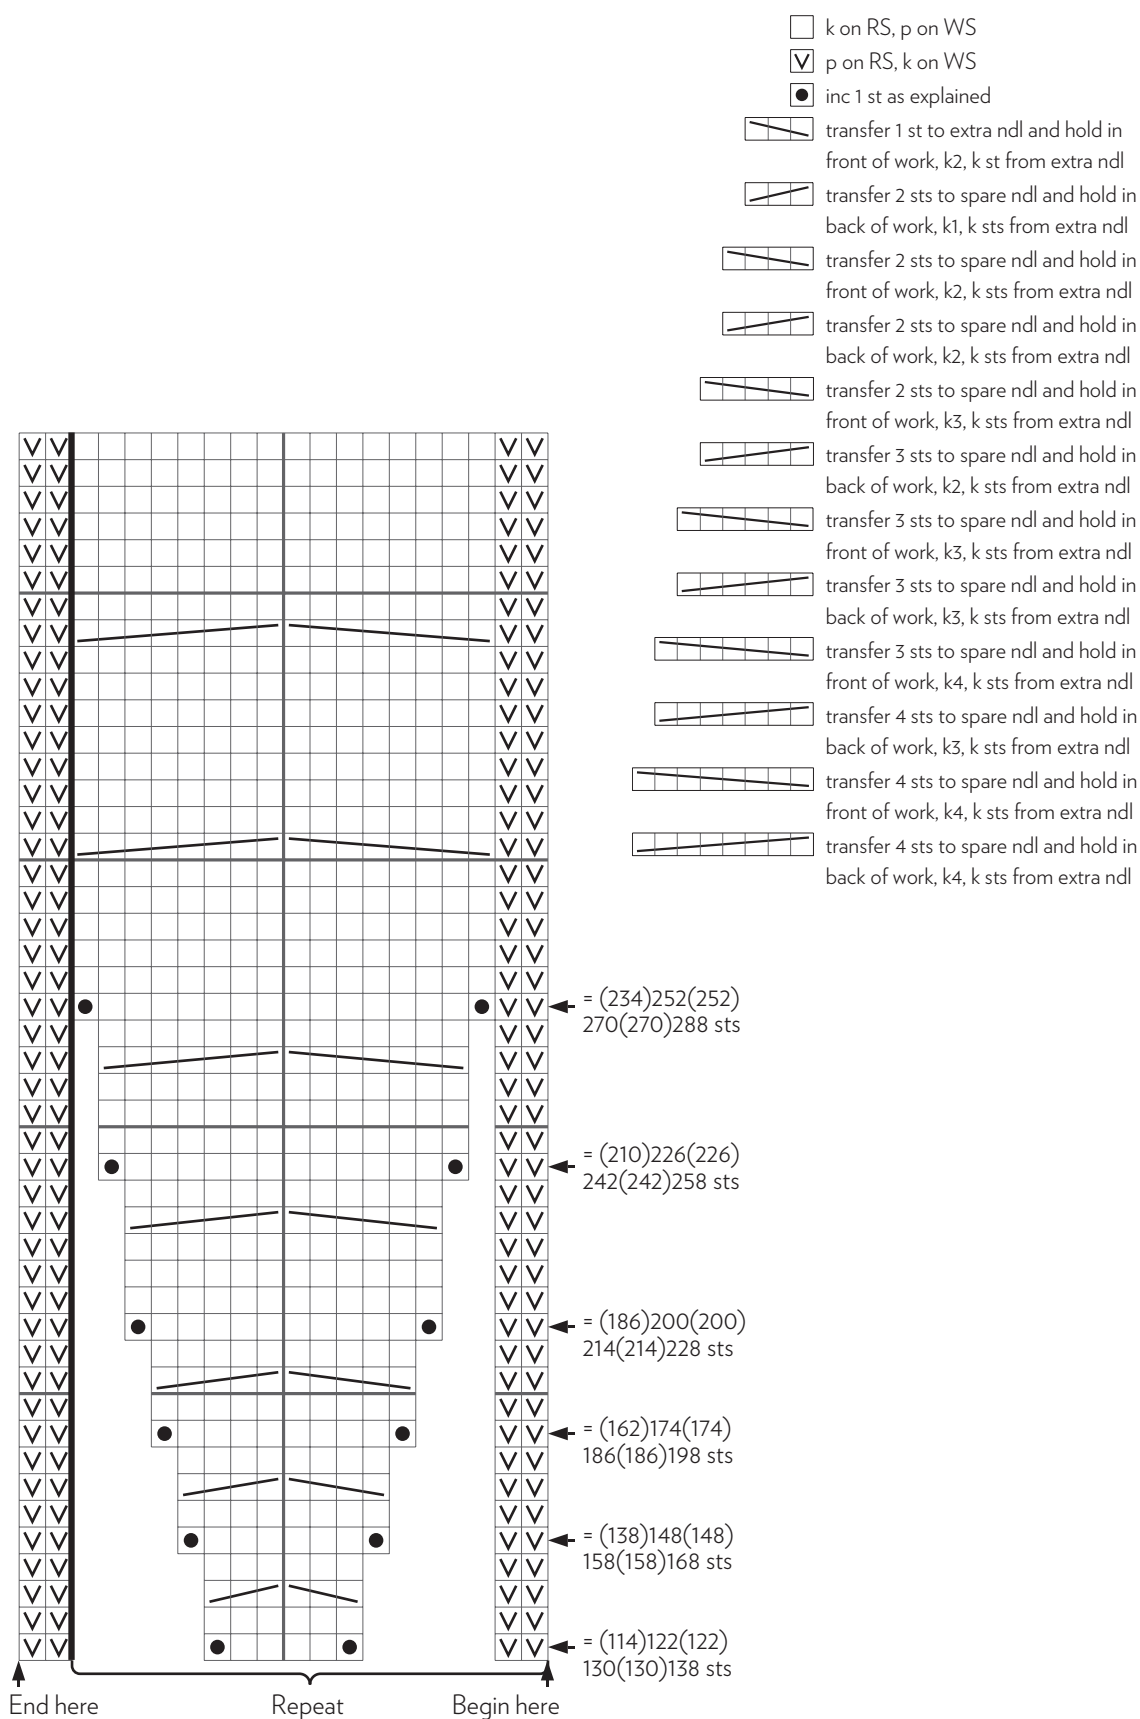 k on RS, p on WS
p on RS, k on WS
inc 1 st as explained
transfer 1 st to extra ndl and hold in
front of work, k2, k st from extra ndl
transfer 2 sts to spare ndl and hold in
back of work, k1, k sts from extra ndl
transfer 2 sts to spare ndl and hold in
front of work, k2, k sts from extra ndl
transfer 2 sts to spare ndl and hold in
back of work, k2, k sts from extra ndl
transfer 2 sts to spare ndl and hold in
front of work, k3, k sts from extra ndl
transfer 3 sts to spare ndl and hold in
back of work, k2, k sts from extra ndl
transfer 3 sts to spare ndl and hold in
front of work, k3, k sts from extra ndl
transfer 3 sts to spare ndl and hold in
back of work, k3, k sts from extra ndl
transfer 3 sts to spare ndl and hold in
front of work, k4, k sts from extra ndl
transfer 4 sts to spare ndl and hold in
back of work, k3, k sts from extra ndl
transfer 4 sts to spare ndl and hold in
front of work, k4, k sts from extra ndl
transfer 4 sts to spare ndl and hold in
back of work, k4, k sts from extra ndl
= (234)252(252)
270(270)288 sts
= (210)226(226)
242(242)258 sts
= (186)200(200)
214(214)228 sts
= (162)174(174)
186(186)198 sts
= (138)148(148)
158(158)168 sts
= (114)122(122)
130(130)138 sts
End here Repeat Begin here